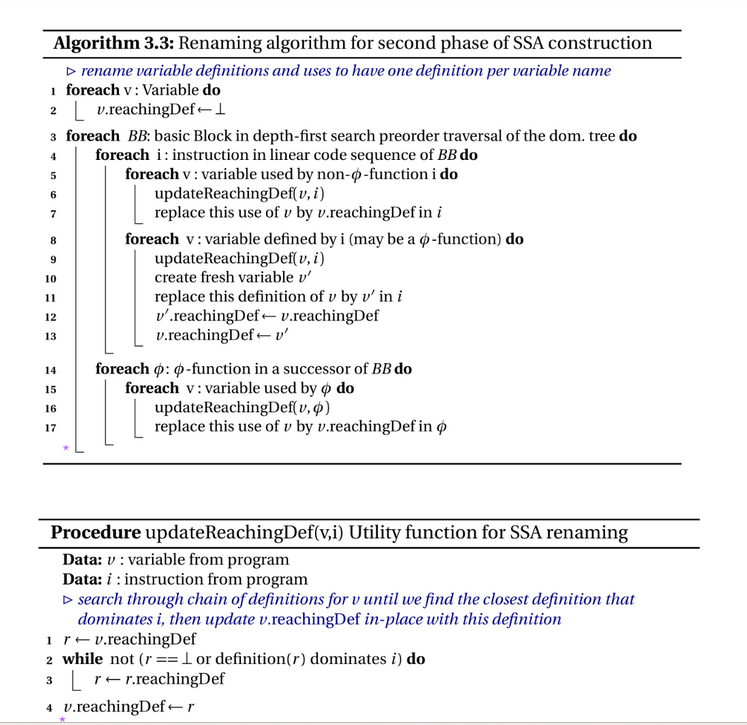 Algorithm 3.3: Renaming algorithm for second phase of SSA construction
▷ rename variable definitions and uses to have one definition per variable name
1 foreach v : Variable do
2 v.reachingDef ← ⊥
3 foreach BB: basic Block in depth-first search preorder traversal of the dom. tree do
4 foreach i : instruction in linear code sequence of BB do
5 foreach v : variable used by non-ϕ-function i do
6 updateReachingDef(v,i)
7 replace this use of v by v.reachingDef in i
8 foreach v : variable defined by i (may be a ϕ-function) do
9 updateReachingDef(v,i)
10 create fresh variable v′
11 replace this definition of v by v′ in i
12 v′.reachingDef ← v.reachingDef
13 v.reachingDef ← v′
14 foreach ϕ: ϕ-function in a successor of BB do
15 foreach v : variable used by ϕ do
16 updateReachingDef(v,ϕ)
17 replace this use of v by v.reachingDef in ϕ
*
Procedure updateReachingDef(v,i) Utility function for SSA renaming
Data: v : variable from program
Data: i : instruction from program
▷ search through chain of definitions for v until we find the closest definition that
dominates i, then update v.reachingDef in-place with this definition
1 r ← v.reachingDef
2 while not (r == ⊥ or definition(r) dominates i) do
3 r ← r.reachingDef
4 v.reachingDef ← r
*